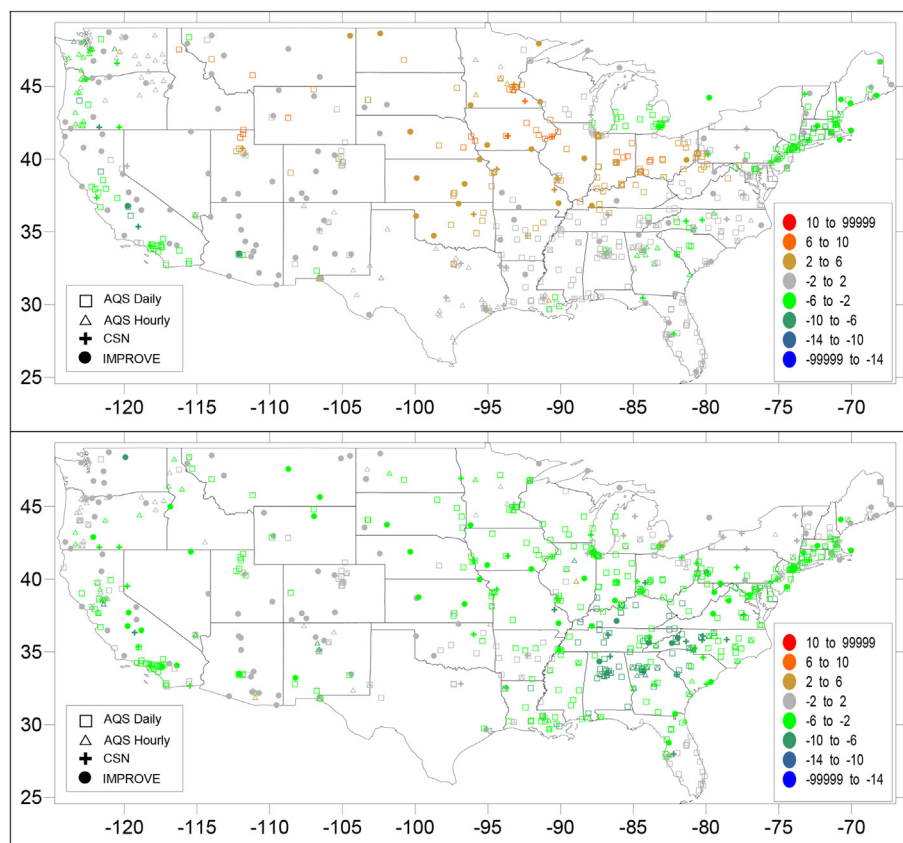 45
40
35
30
25
AQS Daily
AQS Hourly
CSN
IMPROVE
10 to 99999
6 to 10
2 to 6
-2 to 2
-6 to -2
-10 to -6
-14 to -10
-99999 to -14
-120 -115 -110 -105 -100 -95 -90 -85 -80 -75 -70
45
40
35
30
25
AQS Daily
AQS Hourly
CSN
IMPROVE
10 to 99999
6 to 10
2 to 6
-2 to 2
-6 to -2
-10 to -6
-14 to -10
-99999 to -14
-120 -115 -110 -105 -100 -95 -90 -85 -80 -75 -70